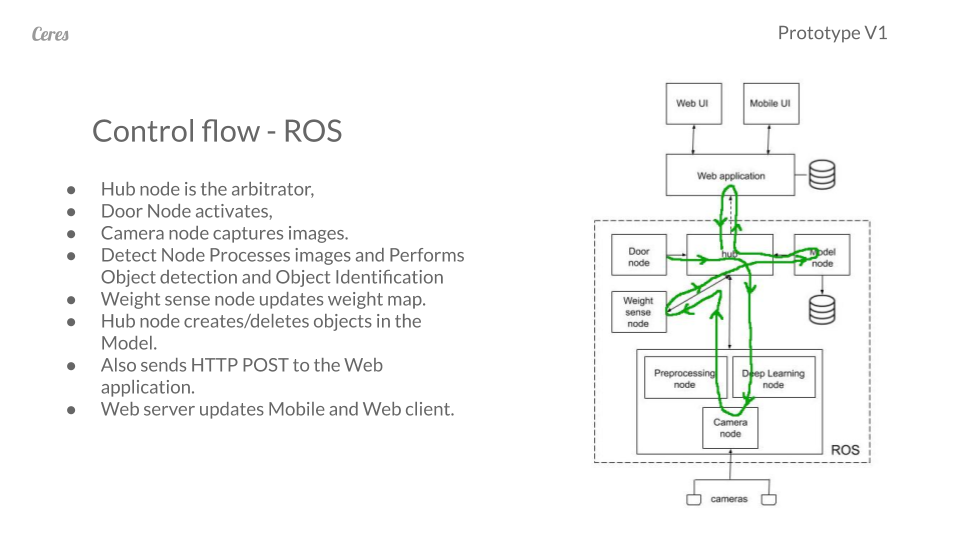 Ceres
Prototype V1
Control flow - ROS
● Hub node is the arbitrator,
● Door Node activates,
● Camera node captures images.
● Detect Node Processes images and Performs
Object detection and Object Identification
● Weight sense node updates weight map.
● Hub node creates/deletes objects in the
Model.
● Also sends HTTP POST to the Web
application.
● Web server updates Mobile and Web client.
Web UI
Mobile UI
Web application
Door
node
hub
Model
node
Weight
sense
node
Preprocessing
node
Deep Learning
node
Camera
node
ROS
cameras